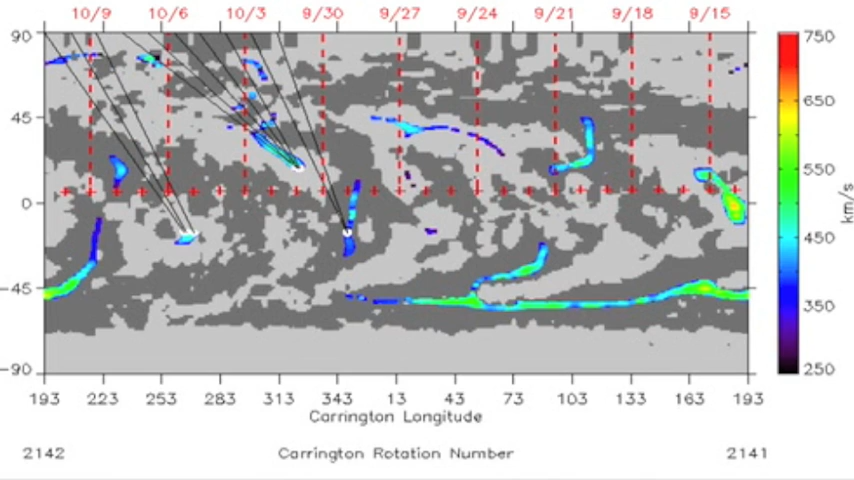 10/9 10/6 10/3 9/30 9/27 9/24 9/21 9/18 9/15
90
45
0
-45
-90
750
650
550
450
350
250
km/s
193 223 253 283 313 343 13 43 73 103 133 163 193
Carrington Longitude
2142 Carrington Rotation Number 2141